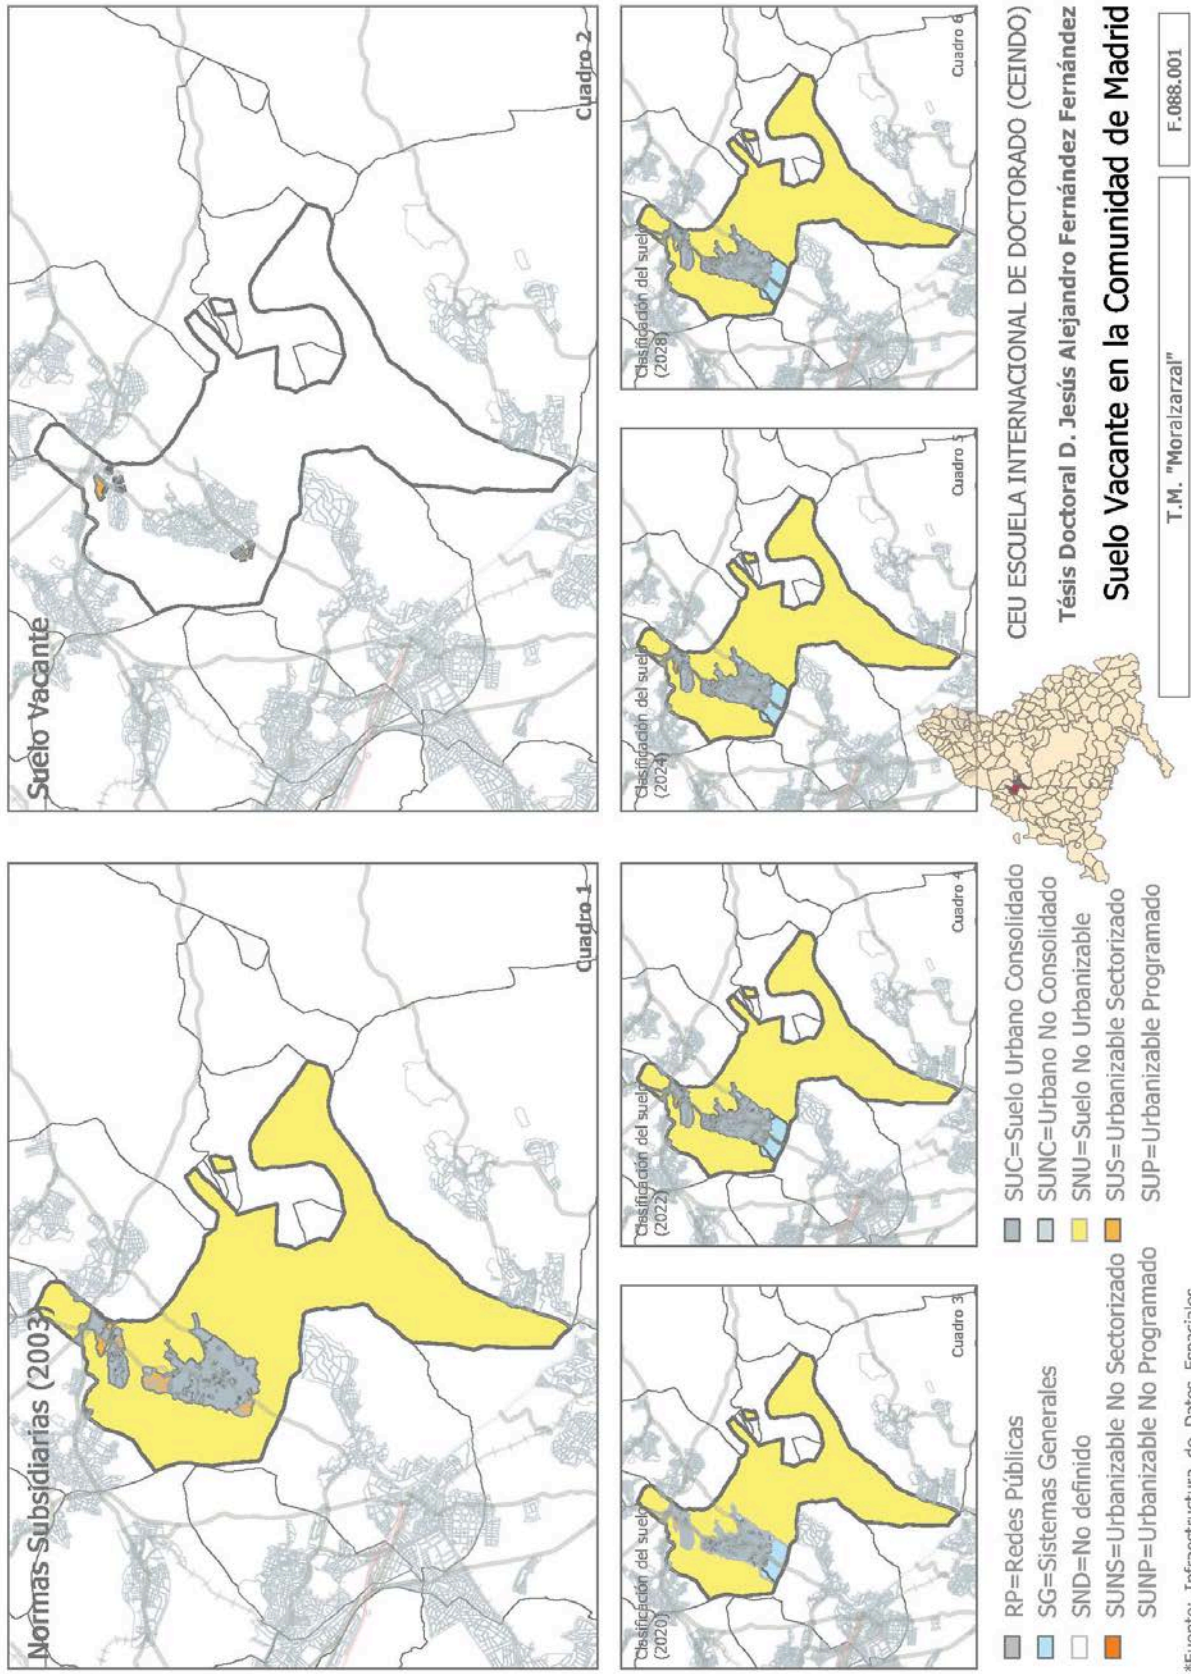 Normas Subsidiarias (2003)
Cuadro 1
Suelo Vacante
Cuadro 2
Clasificación del suelo
(2020)
Cuadro 3
Clasificación del suelo
(2022)
Cuadro 4
Clasificación del suelo
(2024)
Cuadro 5
Clasificación del suelo
(2028)
Cuadro 6
RP=Redes Públicas
SG=Sistemas Generales
SND=No definido
SUNS=Urbanizable No Sectorizado
SUNP=Urbanizable No Programado
SUC=Suelo Urbano Consolidado
SUNC=Urbano No Consolidado
SNU=Suelo No Urbanizable
SUS=Urbanizable Sectorizado
SUP=Urbanizable Programado
CEU ESCUELA INTERNACIONAL DE DOCTORADO (CEINDO)
Tésis Doctoral D. Jesús Alejandro Fernández Fernández
Suelo Vacante en la Comunidad de Madrid
T.M. "Moralzarzal"
F.088.001
*Fuente: Infraestructura de Datos Espaciales